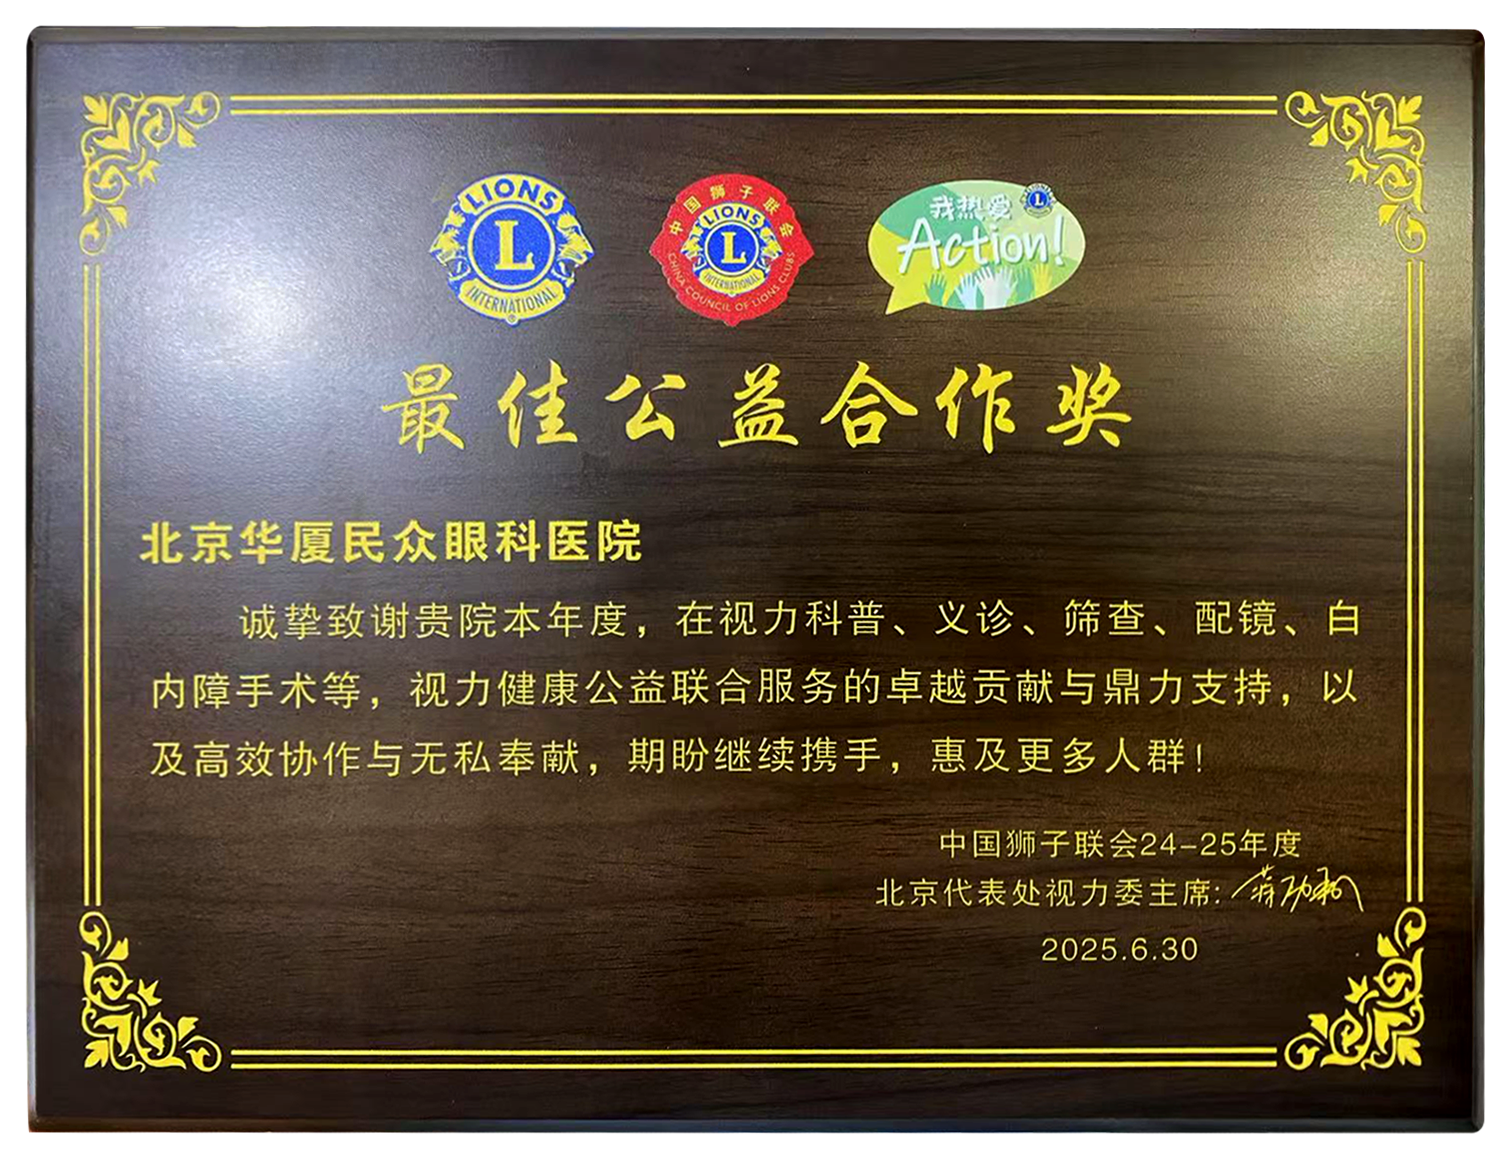 LIONS
L
INTERNATIONAL
中国狮子联会
LIONS
L
INTERNATIONAL
CHINA COUNCIL OF LIONS CLUBS
我热爱
L
Action!
最佳公益合作奖
北京华厦民众眼科医院
诚挚致谢贵院本年度，在视力科普、义诊、筛查、配镜、白
内障手术等，视力健康公益联合服务的卓越贡献与鼎力支持，以
及高效协作与无私奉献，期盼继续携手，惠及更多人群！
中国狮子联会24-25年度
北京代表处视力委主席:
2025.6.30